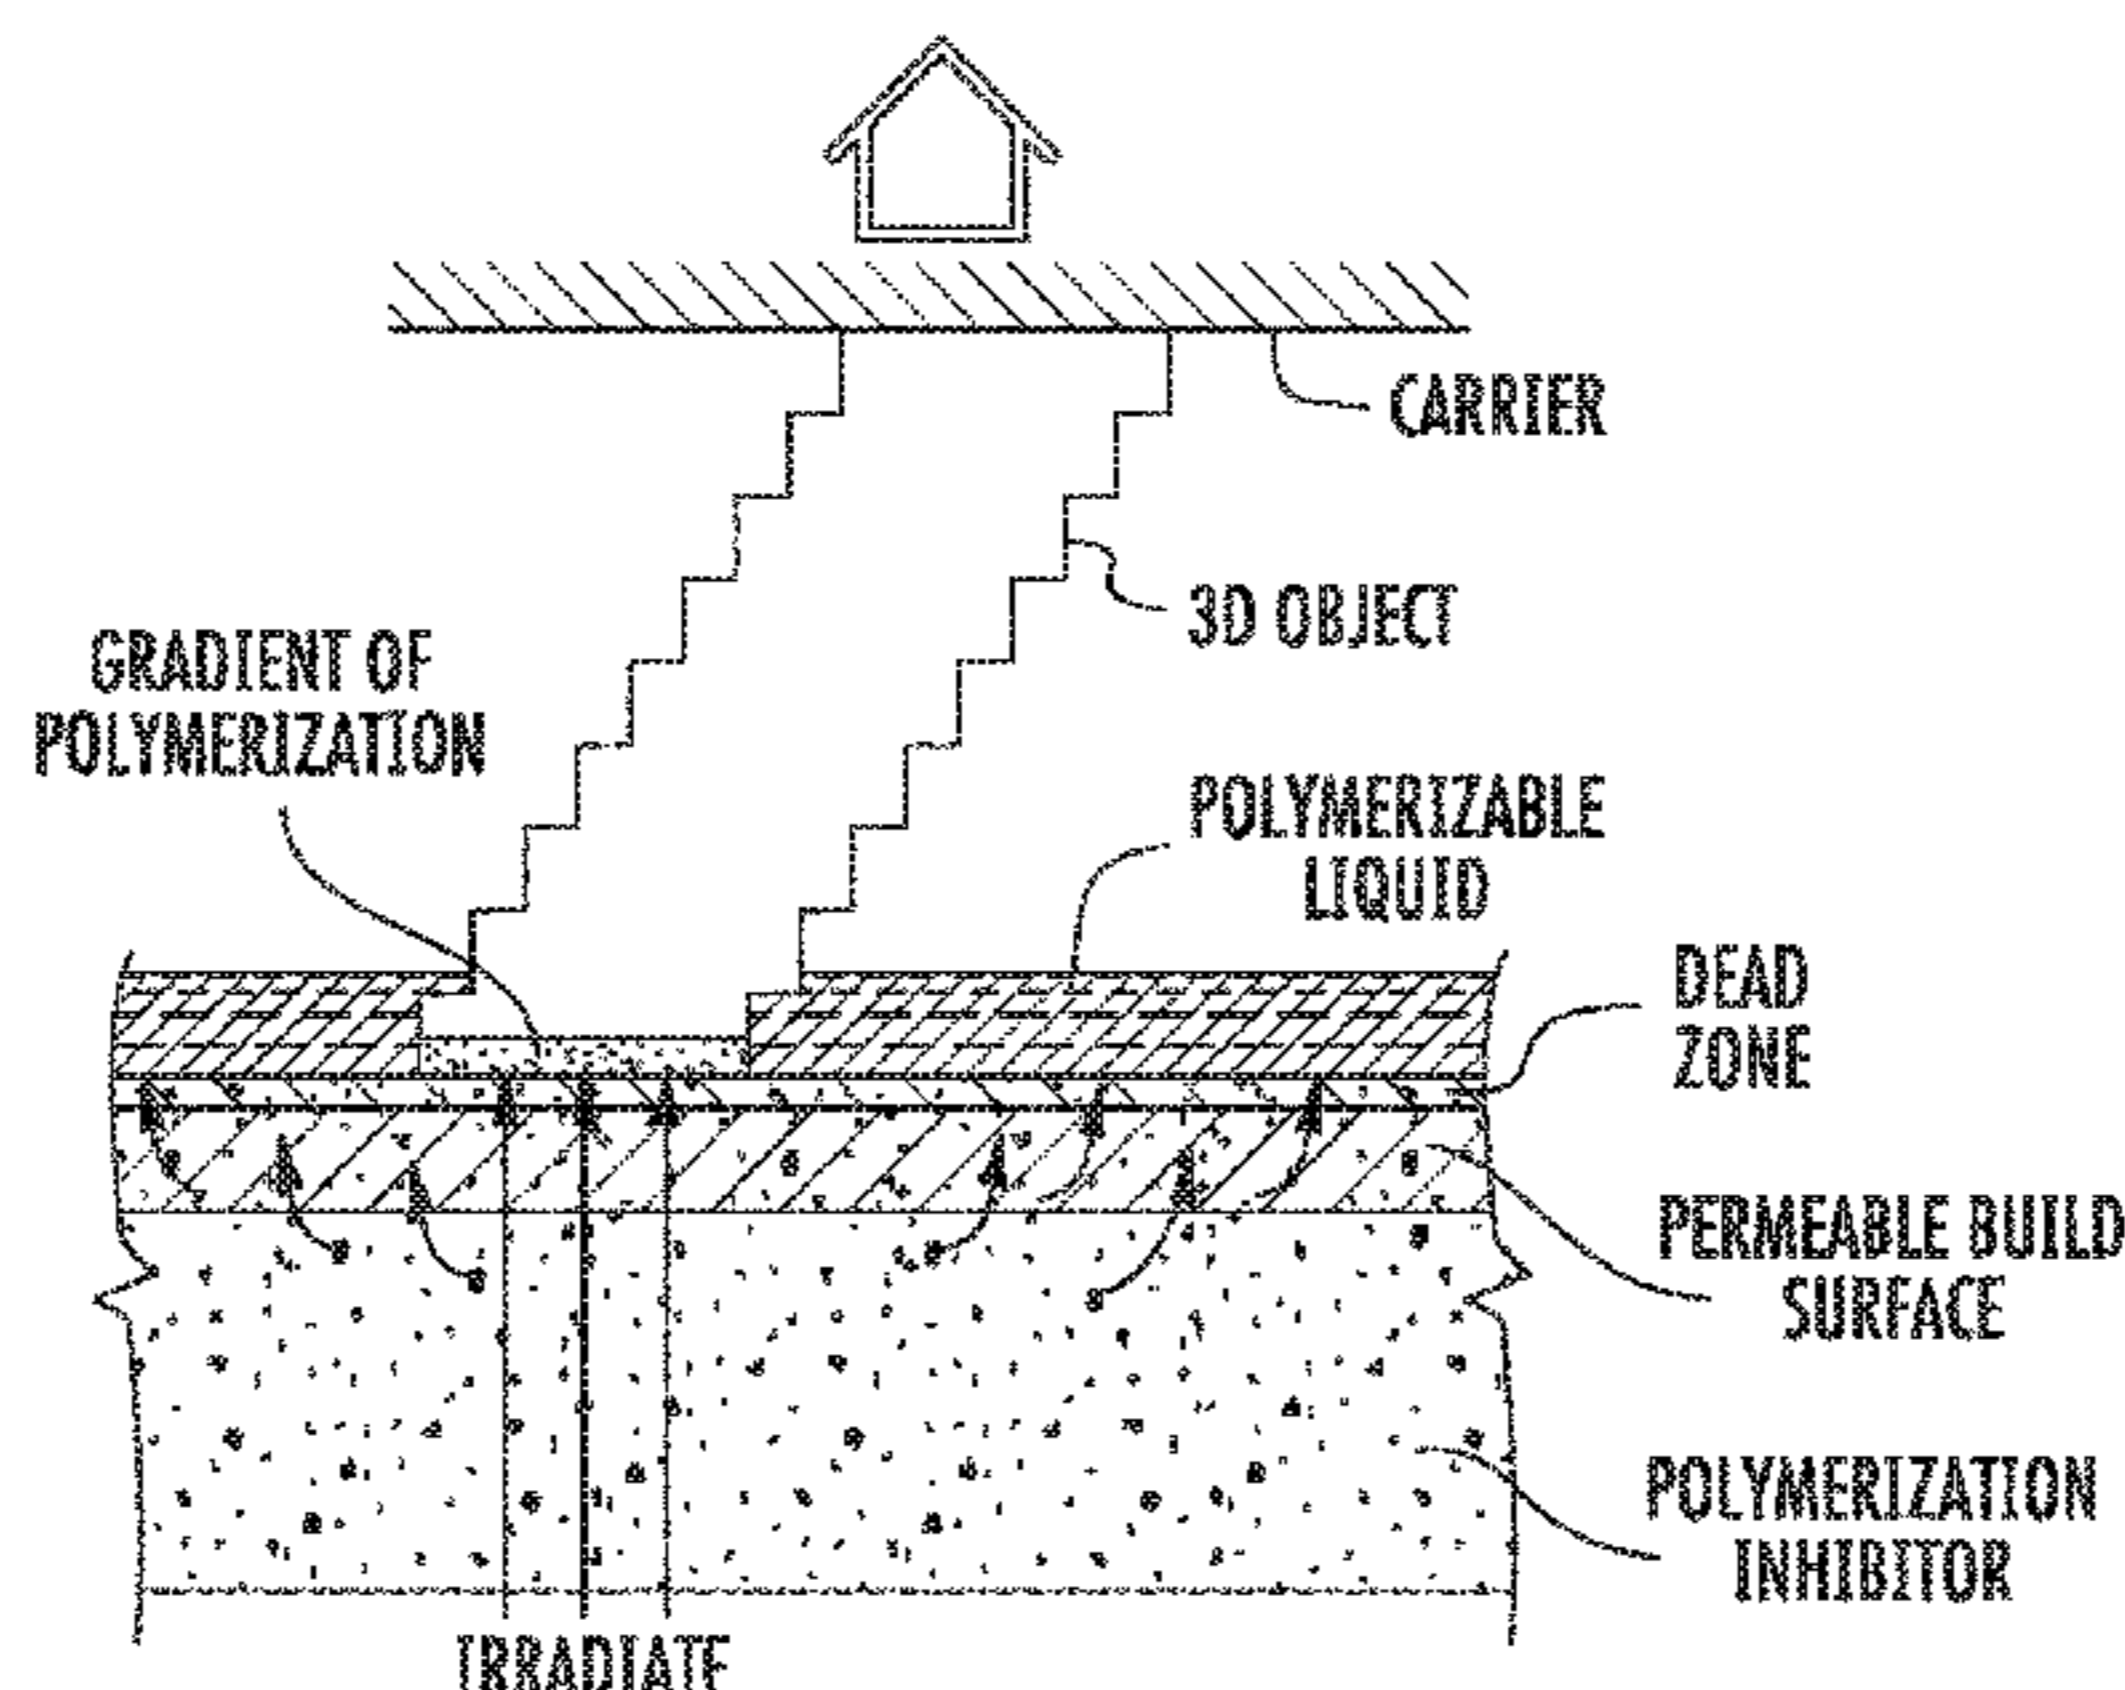 CARRIER
3D OBJECT
GRADIENT OF
POLYMERIZATION
POLYMERIZABLE
LIQUID
DEAD
ZONE
PERMEABLE BUILD
SURFACE
POLYMERIZATION
INHIBITOR
IRRADIATE